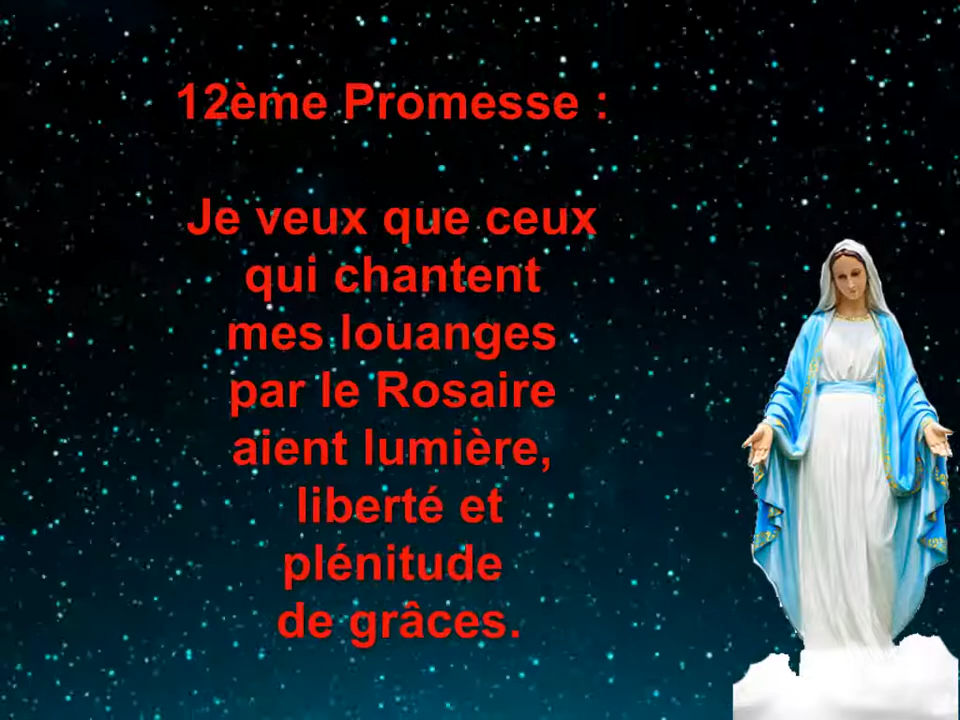 12ème Promesse :
Je veux que ceux
qui chantent
mes louanges
par le Rosaire
aient lumière,
liberté et
plénitude
de grâces.